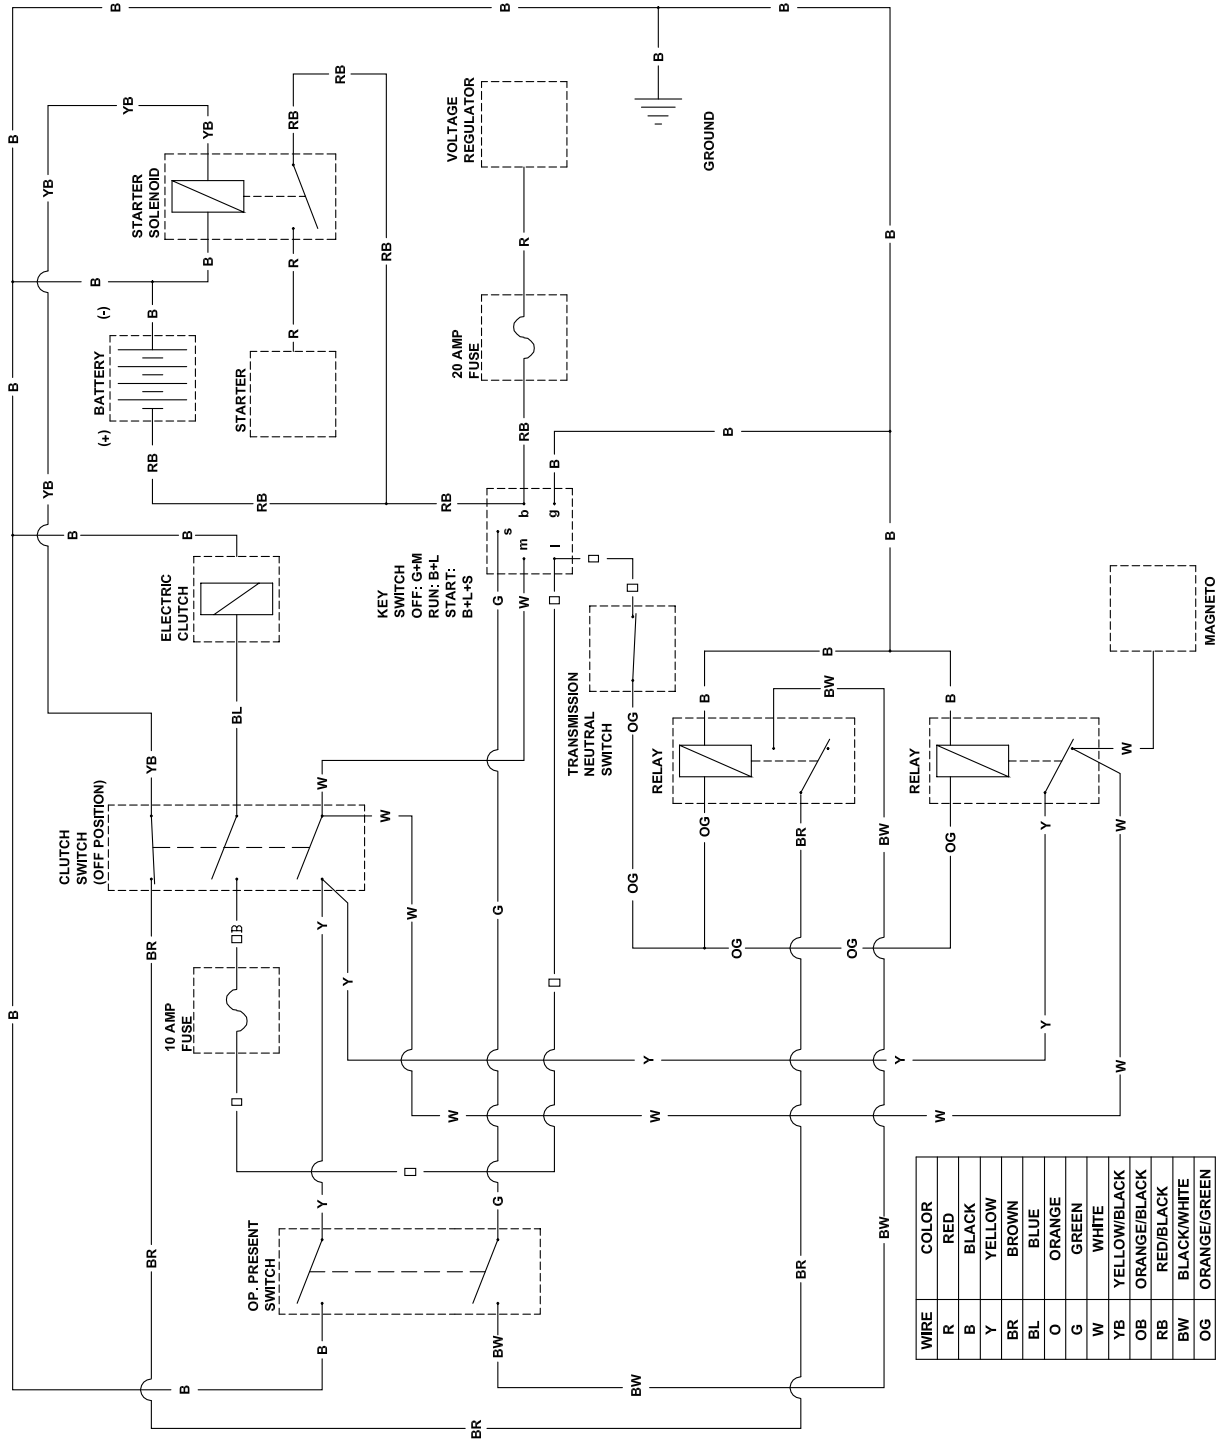 B B B
YB YB
CLUTCH
SWITCH
(OFF POSITION)
B
B
BATTERY
(+) (-)
YB
STARTER
SOLENOID
BR BR YB RB B
ELECTRIC
CLUTCH
10 AMP
FUSE
B B B
B YB
□ □B BL
STARTER
OP. PRESENT
SWITCH
RB
R R RB
B Y Y W
RB
Y
KEY
SWITCH
OFF: G+M
RUN: B+L
START:
B+L+S
W
RB
□ W
RB
VOLTAGE
REGULATOR
W
20 AMP
FUSE
BR
BW G G G
B
s
W m b RB R
□ □ l g B
□
TRANSMISSION
NEUTRAL
SWITCH
OG OG □
BW
Y
W
RELAY
B
OG B
GROUND
B
OG
B
BR BR
BW
B
OG
BW BW
B B
Y
RELAY
W
OG B
Y Y
W W
W
MAGNETO
WIRE COLOR
R RED
B BLACK
Y YELLOW
BR BROWN
BL BLUE
O ORANGE
G GREEN
W WHITE
YB YELLOW/BLACK
OB ORANGE/BLACK
RB RED/BLACK
BW BLACK/WHITE
OG ORANGE/GREEN